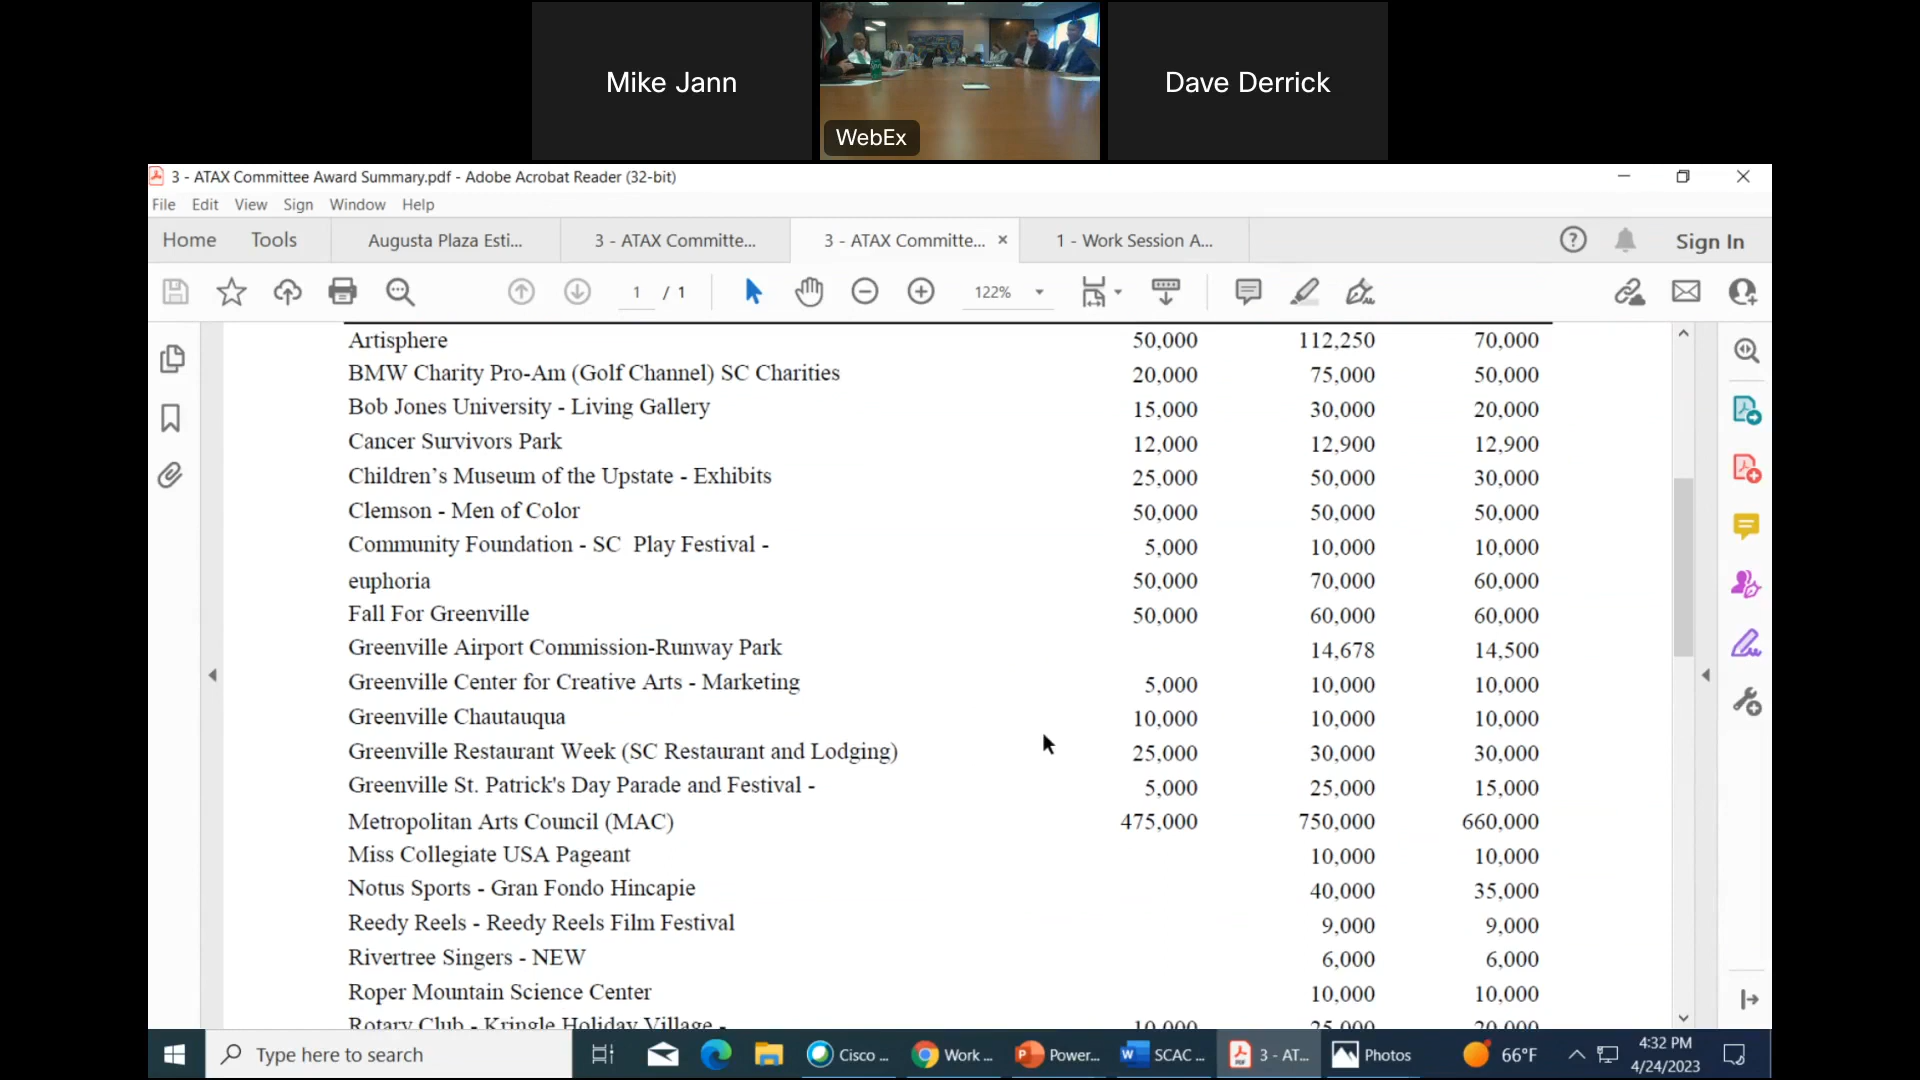 Mike Jann
WebEx
Dave Derrick
3 - ATAX Committee Award Summary.pdf - Adobe Acrobat Reader (32-bit)
File Edit View Sign Window Help
Home Tools Augusta Plaza Esti... 3 - ATAX Committe... 3 - ATAX Committe... × 1 - Work Session A... Sign In
1 / 1 122%
Artisphere 50,000 112,250 70,000
BMW Charity Pro-Am (Golf Channel) SC Charities 20,000 75,000 50,000
Bob Jones University - Living Gallery 15,000 30,000 20,000
Cancer Survivors Park 12,000 12,900 12,900
Children's Museum of the Upstate - Exhibits 25,000 50,000 30,000
Clemson - Men of Color 50,000 50,000 50,000
Community Foundation - SC Play Festival - 5,000 10,000 10,000
euphoria 50,000 70,000 60,000
Fall For Greenville 50,000 60,000 60,000
Greenville Airport Commission-Runway Park 14,678 14,500
Greenville Center for Creative Arts - Marketing 5,000 10,000 10,000
Greenville Chautauqua 10,000 10,000 10,000
Greenville Restaurant Week (SC Restaurant and Lodging) 25,000 30,000 30,000
Greenville St. Patrick's Day Parade and Festival - 5,000 25,000 15,000
Metropolitan Arts Council (MAC) 475,000 750,000 660,000
Miss Collegiate USA Pageant 10,000 10,000
Notus Sports - Gran Fondo Hincapie 40,000 35,000
Reedy Reels - Reedy Reels Film Festival 9,000 9,000
Rivertree Singers - NEW 6,000 6,000
Roper Mountain Science Center 10,000 10,000
Rotary Club - Kringle Holiday Village - 10,000 25,000 20,000
Type here to search Cisco ... Work ... Power... SCAC ... 3 - AT... Photos 66°F 4:32 PM
4/24/2023